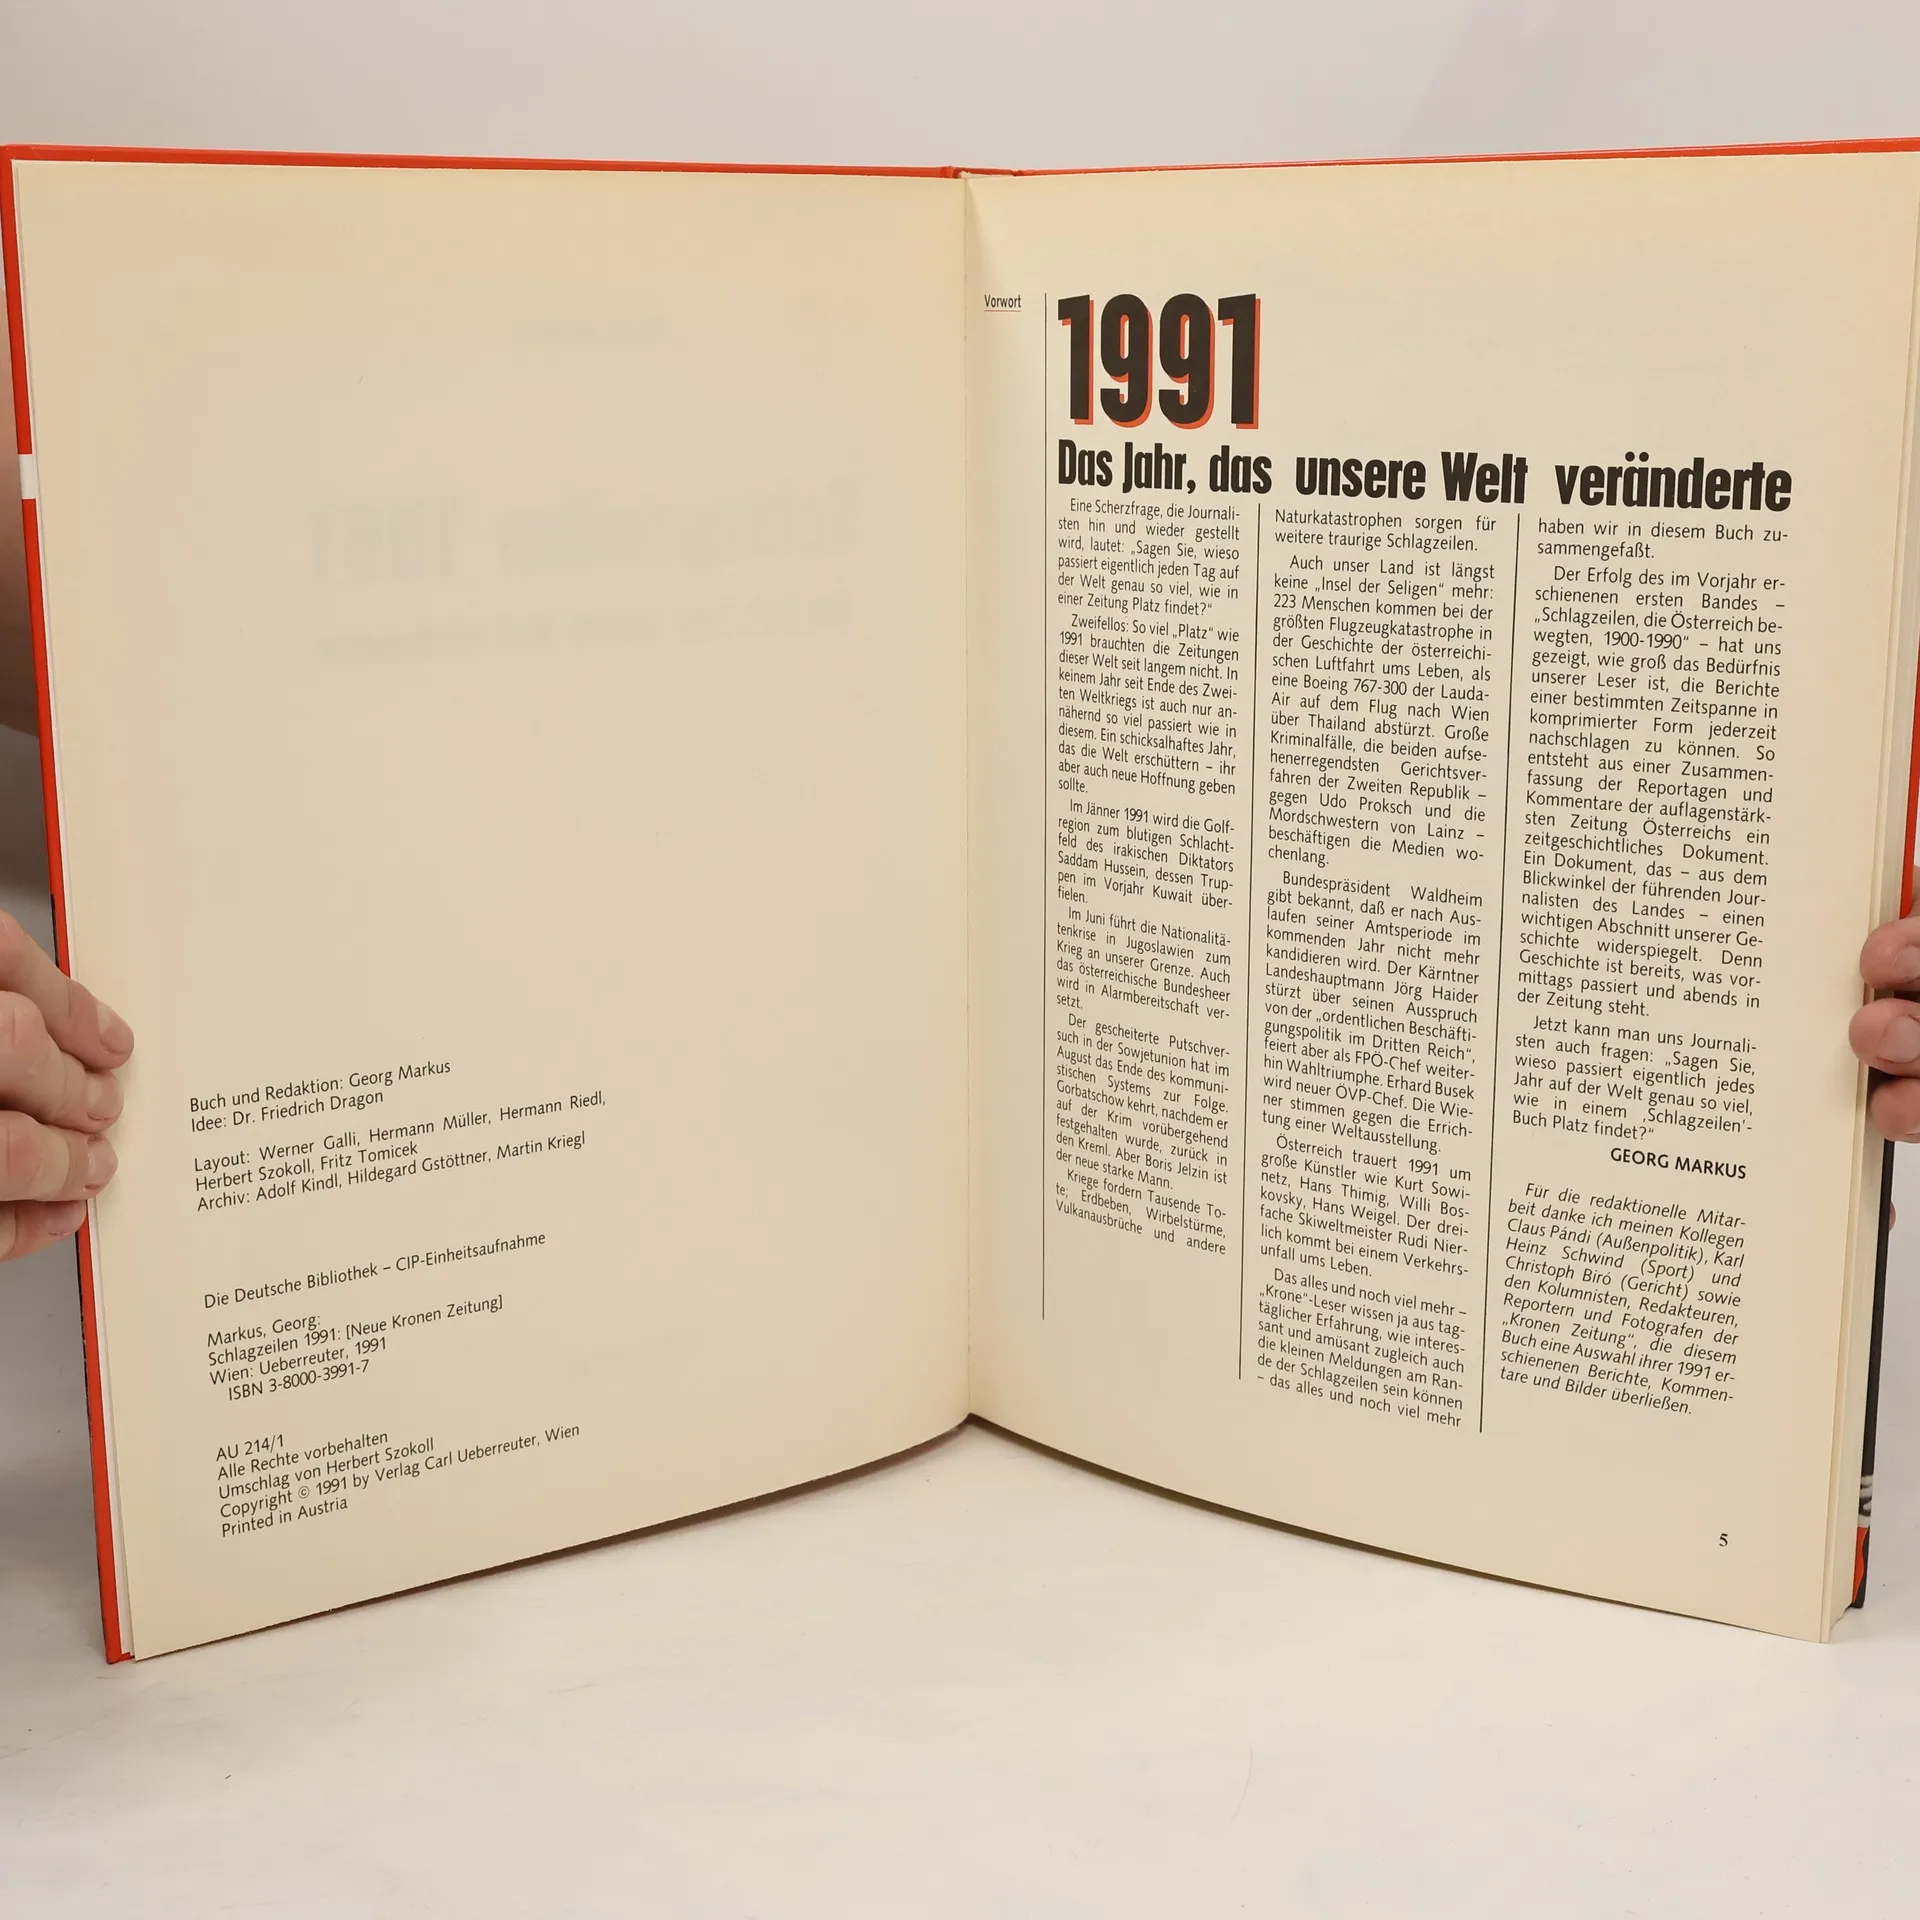 Buch und Redaktion: Georg Markus
Idee: Dr. Friedrich Dragon
Layout: Werner Galli, Hermann Müller, Hermann Riedl,
Herbert Szokoll, Fritz Tomicek
Archiv: Adolf Kindl, Hildegard Gstöttner, Martin Kriegl
Die Deutsche Bibliothek – CIP-Einheitsaufnahme
Markus, Georg:
Schlagzeilen 1991: [Neue Kronen Zeitung]
Wien: Ueberreuter, 1991
ISBN 3-8000-3991-7
AU 214/1
Alle Rechte vorbehalten
Umschlag von Herbert Szokoll
Copyright © 1991 by Verlag Carl Ueberreuter, Wien
Printed in Austria
Vorwort
1991
Das Jahr, das unsere Welt veränderte
Eine Scherzfrage, die Journali-
sten hin und wieder gestellt
wird, lautet: „Sagen Sie, wieso
passiert eigentlich jeden Tag auf
der Welt genau so viel, wie in
einer Zeitung Platz findet?“
Zweifellos: So viel „Platz“ wie
1991 brauchten die Zeitungen
dieser Welt seit langem nicht. In
keinem Jahr seit Ende des Zwei-
ten Weltkriegs ist auch nur an-
nähernd so viel passiert wie in
diesem. Ein schicksalhaftes Jahr,
das die Welt erschüttern – ihr
aber auch neue Hoffnung geben
sollte.
Im Jänner 1991 wird die Golf-
region zum blutigen Schlacht-
feld des irakischen Diktators
Saddam Hussein, dessen Trup-
pen im Vorjahr Kuwait über-
fielen.
Im Juni führt die Nationalitä-
tenkrise in Jugoslawien zum
Krieg an unserer Grenze. Auch
das österreichische Bundesheer
wird in Alarmbereitschaft ver-
setzt.
Der gescheiterte Putschver-
such in der Sowjetunion hat im
August das Ende des kommuni-
stischen Systems zur Folge.
Gorbatschow kehrt, nachdem er
auf der Krim vorübergehend
festgehalten wurde, zurück in
den Kreml. Aber Boris Jelzin ist
der neue starke Mann.
Kriege fordern Tausende To-
te; Erdbeben, Wirbelstürme,
Vulkanausbrüche und andere
Naturkatastrophen sorgen für
weitere traurige Schlagzeilen.
Auch unser Land ist längst
keine „Insel der Seligen“ mehr:
223 Menschen kommen bei der
größten Flugzeugkatastrophe in
der Geschichte der österreichi-
schen Luftfahrt ums Leben, als
eine Boeing 767-300 der Lauda-
Air auf dem Flug nach Wien
über Thailand abstürzt. Große
Kriminalfälle, die beiden aufse-
henerregendsten Gerichtsver-
fahren der Zweiten Republik –
gegen Udo Proksch und die
Mordschwestern von Lainz –
beschäftigen die Medien wo-
chenlang.
Bundespräsident Waldheim
gibt bekannt, daß er nach Aus-
laufen seiner Amtsperiode im
kommenden Jahr nicht mehr
kandidieren wird. Der Kärntner
Landeshauptmann Jörg Haider
stürzt über seinen Ausspruch
von der „ordentlichen Beschäfti-
gungspolitik im Dritten Reich“,
feiert aber als FPÖ-Chef weiter-
hin Wahltriumphe. Erhard Busek
wird neuer ÖVP-Chef. Die Wie-
ner stimmen gegen die Errich-
tung einer Weltausstellung.
Österreich trauert 1991 um
große Künstler wie Kurt Sowi-
netz, Hans Thimig, Willi Bos-
kovsky, Hans Weigel. Der drei-
fache Skiweltmeister Rudi Nier-
lich kommt bei einem Verkehrs-
unfall ums Leben.
Das alles und noch viel mehr –
„Krone“-Leser wissen ja aus tag-
täglicher Erfahrung, wie interes-
sant und amüsant zugleich auch
die kleinen Meldungen am Ran-
de der Schlagzeilen sein können
– das alles und noch viel mehr
haben wir in diesem Buch zu-
sammengefaßt.
Der Erfolg des im Vorjahr er-
schienenen ersten Bandes –
„Schlagzeilen, die Österreich be-
wegten, 1900-1990“ – hat uns
gezeigt, wie groß das Bedürfnis
unserer Leser ist, die Berichte
einer bestimmten Zeitspanne in
komprimierter Form jederzeit
nachschlagen zu können. So
entsteht aus einer Zusammen-
fassung der Reportagen und
Kommentare der auflagenstärk-
sten Zeitung Österreichs ein
zeitgeschichtliches Dokument.
Ein Dokument, das – aus dem
Blickwinkel der führenden Jour-
nalisten des Landes – einen
wichtigen Abschnitt unserer Ge-
schichte widerspiegelt. Denn
Geschichte ist bereits, was vor-
mittags passiert und abends in
der Zeitung steht.
Jetzt kann man uns Journali-
sten auch fragen: „Sagen Sie,
wieso passiert eigentlich jedes
Jahr auf der Welt genau so viel,
wie in einem ‚Schlagzeilen‘-
Buch Platz findet?“
GEORG MARKUS
Für die redaktionelle Mitar-
beit danke ich meinen Kollegen
Claus Pándi (Außenpolitik), Karl
Heinz Schwind (Sport) und
Christoph Biró (Gericht) sowie
den Kolumnisten, Redakteuren,
Reportern und Fotografen der
„Kronen Zeitung“, die diesem
Buch eine Auswahl ihrer 1991 er-
schienenen Berichte, Kommen-
tare und Bilder überließen.
5